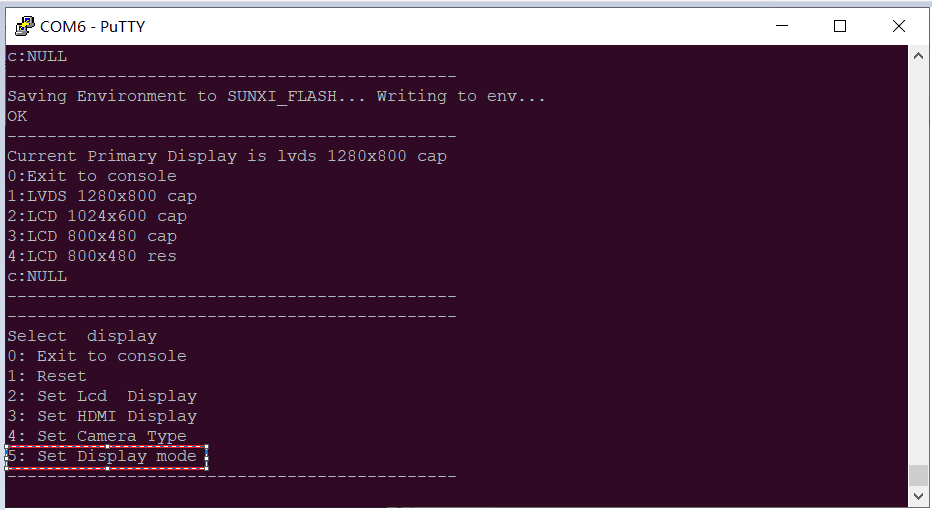 COM6 - PuTTY
c:NULL
---------------------------------------------
Saving Environment to SUNXI_FLASH... Writing to env...
OK
---------------------------------------------
Current Primary Display is lvds 1280x800 cap
0:Exit to console
1:LVDS 1280x800 cap
2:LCD 1024x600 cap
3:LCD 800x480 cap
4:LCD 800x480 res
c:NULL
---------------------------------------------
---------------------------------------------
Select  display
0: Exit to console
1: Reset
2: Set Lcd  Display
3: Set HDMI Display
4: Set Camera Type
5: Set Display mode
---------------------------------------------